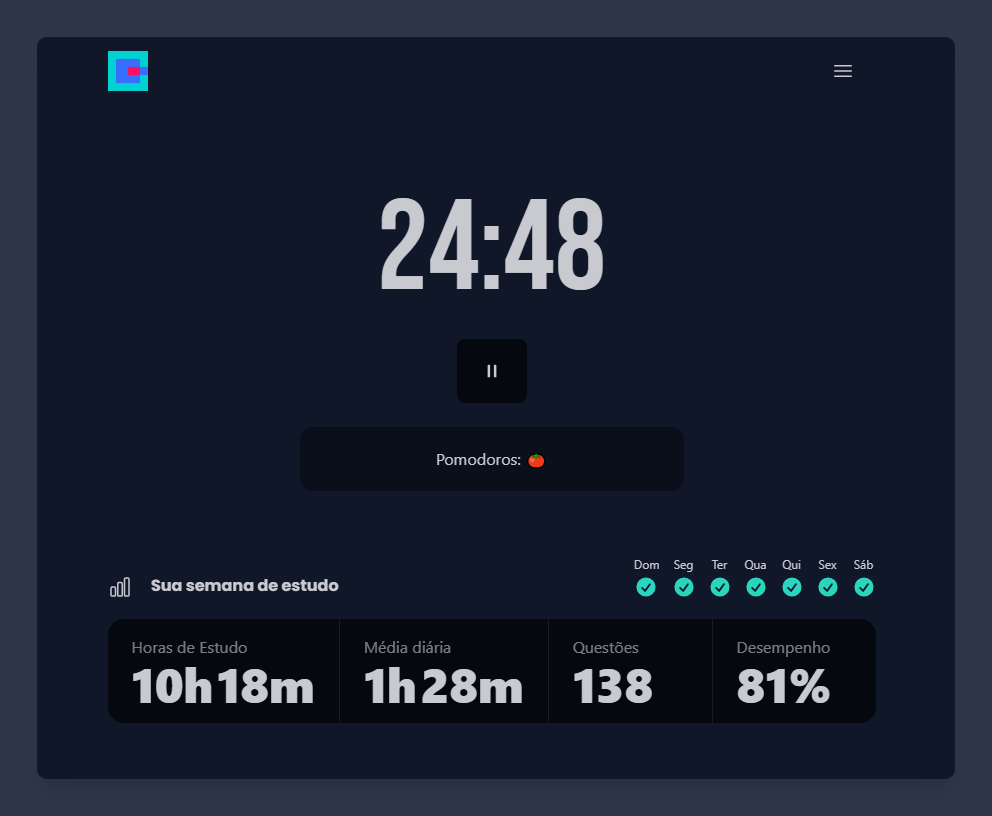 24:48
Pomodoros: 🍅
Sua semana de estudo
Dom Seg Ter Qua Qui Sex Sáb
Horas de Estudo Média diária Questões Desempenho
10h18m 1h28m 138 81%